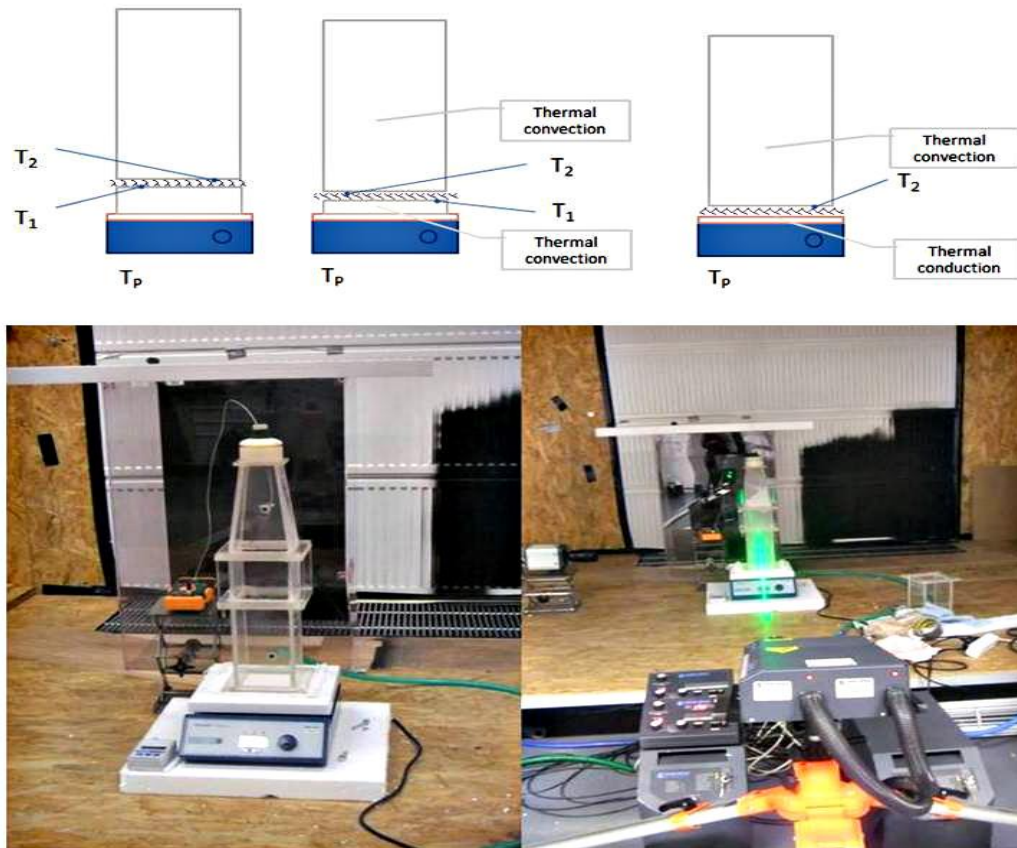 T2
T1
TP
Thermal
convection
T2
T1
Thermal
convection
TP
Thermal
convection
T2
Thermal
conduction
TP